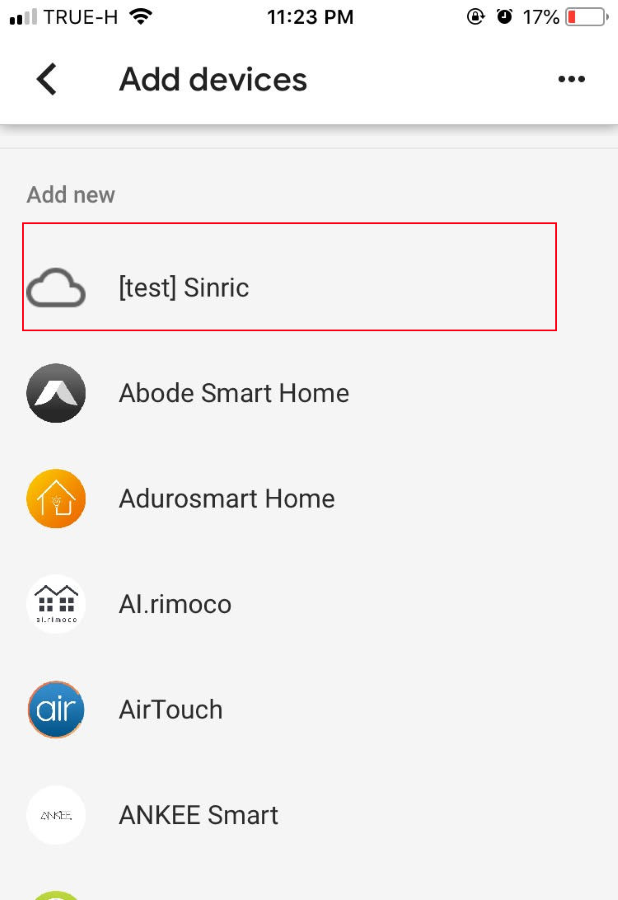 TRUE-H 11:23 PM 17%
Add devices
Add new
[test] Sinric
Abode Smart Home
Adurosmart Home
ai.rimoco
AI.rimoco
air
AirTouch
ANKEE
ANKEE Smart